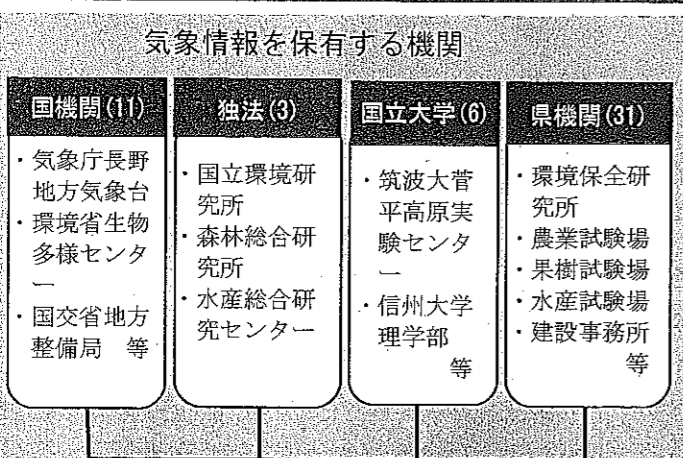 気象情報を保有する機関
国機関(11)
・気象庁長野
地方気象台
・環境省生物
多様センタ
ー
・国交省地方
整備局　等
独法(3)
・国立環境研
究所
・森林総合研
究所
・水産総合研
究センター
国立大学(6)
・筑波大菅
平高原実
験センタ
ー
・信州大学
理学部
等
県機関(31)
・環境保全研
究所
・農業試験場
・果樹試験場
・水産試験場
・建設事務所
等